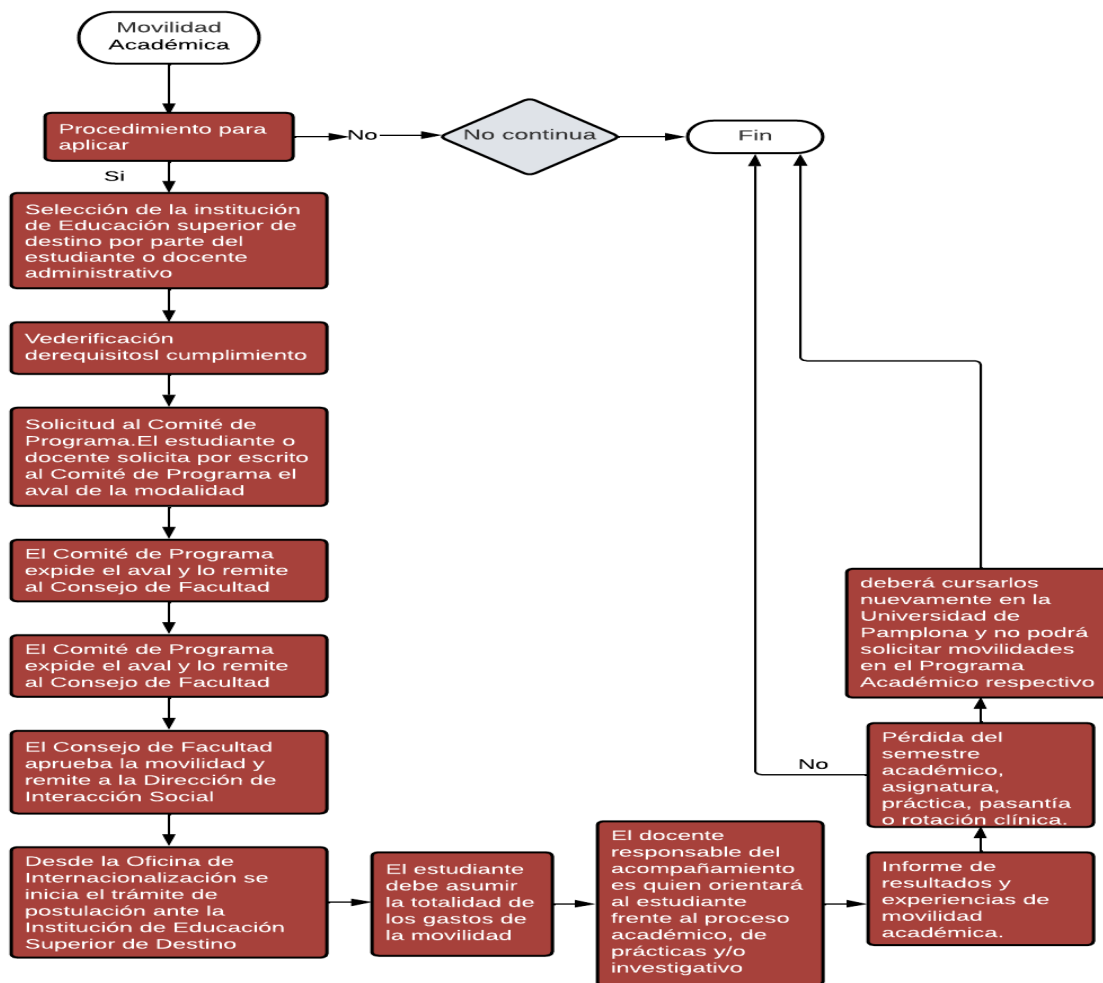 Movilidad
Académica
Procedimiento para
aplicar
No
No continua
Fin
Si
Selección de la institución
de Educación superior de
destino por parte del
estudiante o docente
administrativo
Vederificación
derequisitosl cumplimiento
Solicitud al Comité de
Programa.El estudiante o
docente solicita por escrito
al Comité de Programa el
aval de la modalidad
El Comité de Programa
expide el aval y lo remite
al Consejo de Facultad
El Comité de Programa
expide el aval y lo remite
al Consejo de Facultad
El Consejo de Facultad
aprueba la movilidad y
remite a la Dirección de
Interacción Social
Desde la Oficina de
Internacionalización se
inicia el trámite de
postulación ante la
Institución de Educación
Superior de Destino
El estudiante
debe asumir
la totalidad de
los gastos de
la movilidad
El docente
responsable del
acompañamiento
es quien orientará
al estudiante
frente al proceso
académico, de
prácticas y/o
investigativo
Informe de
resultados y
experiencias de
movilidad
académica.
Pérdida del
semestre
académico,
asignatura,
práctica, pasantía
o rotación clínica.
No
deberá cursarlos
nuevamente en la
Universidad de
Pamplona y no podrá
solicitar movilidades
en el Programa
Académico respectivo